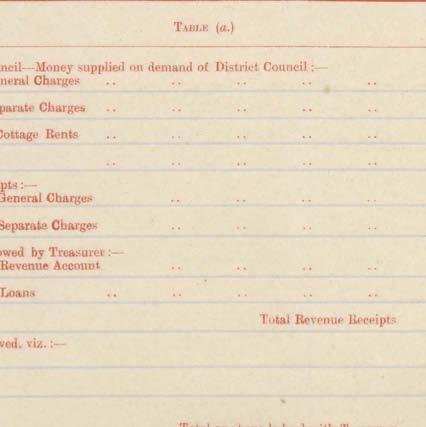 TABLE (a.)
ncil—Money supplied on demand of District Council :—
neral Charges .. .. .. .. ..
parate Charges .. .. .. .. ..
Cottage Rents .. .. .. .. ..
.. .. .. .. ..
pts :—
General Charges .. .. .. ..
Separate Charges .. .. .. ..
owed by Treasurer :—
Revenue Account .. .. .. ..
Loans .. .. .. .. ..
Total Revenue Receipts
wed, viz. :—